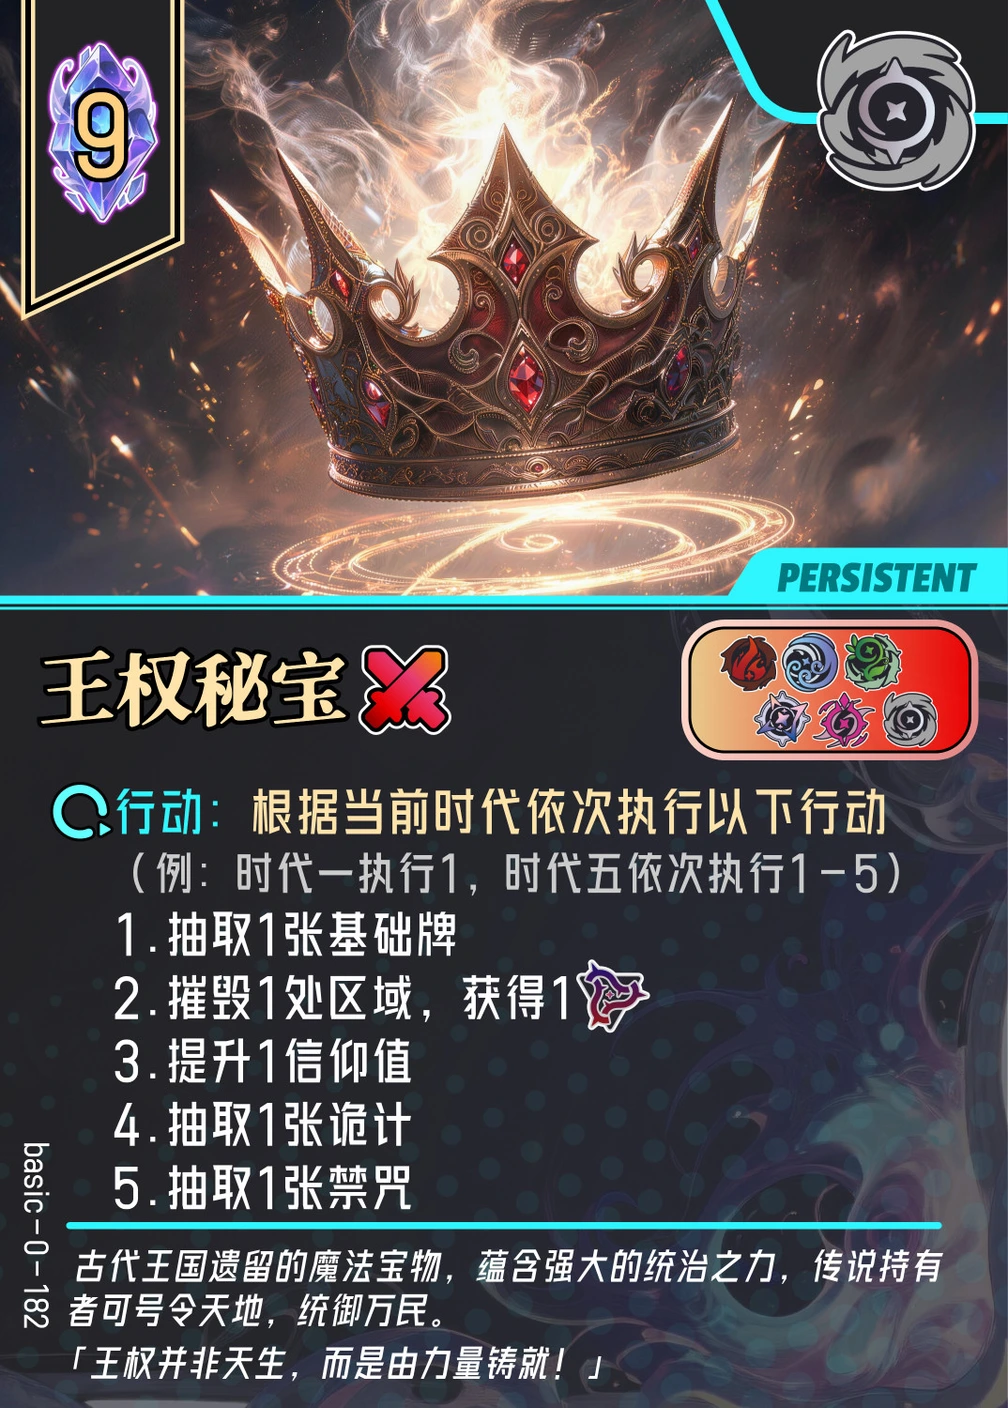 9
PERSISTENT
王权秘宝
行动：根据当前时代依次执行以下行动
（例：时代一执行1，时代五依次执行1-5）
1.抽取1张基础牌
2.摧毁1处区域，获得1
3.提升1信仰值
4.抽取1张诡计
5.抽取1张禁咒
古代王国遗留的魔法宝物，蕴含强大的统治之力，传说持有
者可号令天地，统御万民。
「王权并非天生，而是由力量铸就！」
basic-0-182